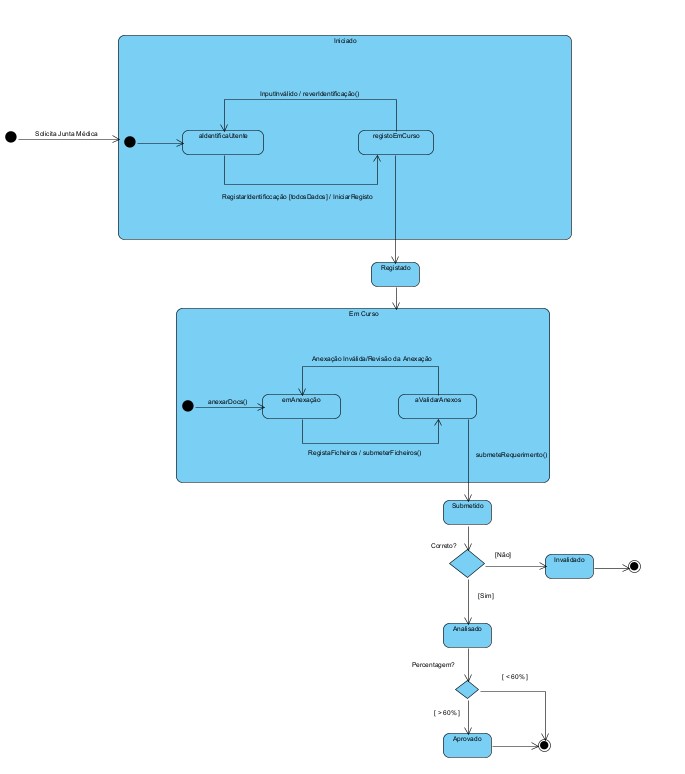 Iniciado
InputInválido / reverIdentificação()
Solicita Junta Médica
aIdentificaUtente
registoEmCurso
RegistarIdentificcação [todosDados] / IniciarRegisto
Registado
Em Curso
Anexação Inválida/Revisão da Anexação
anexarDocs()
emAnexação
aValidarAnexos
RegistaFicheiros / submeterFicheiros()
submeteRequerimento()
Submetido
Correto?
[Não]
Invalidado
[Sim]
Analisado
Percentagem?
[ <60%]
[ >60%]
Aprovado